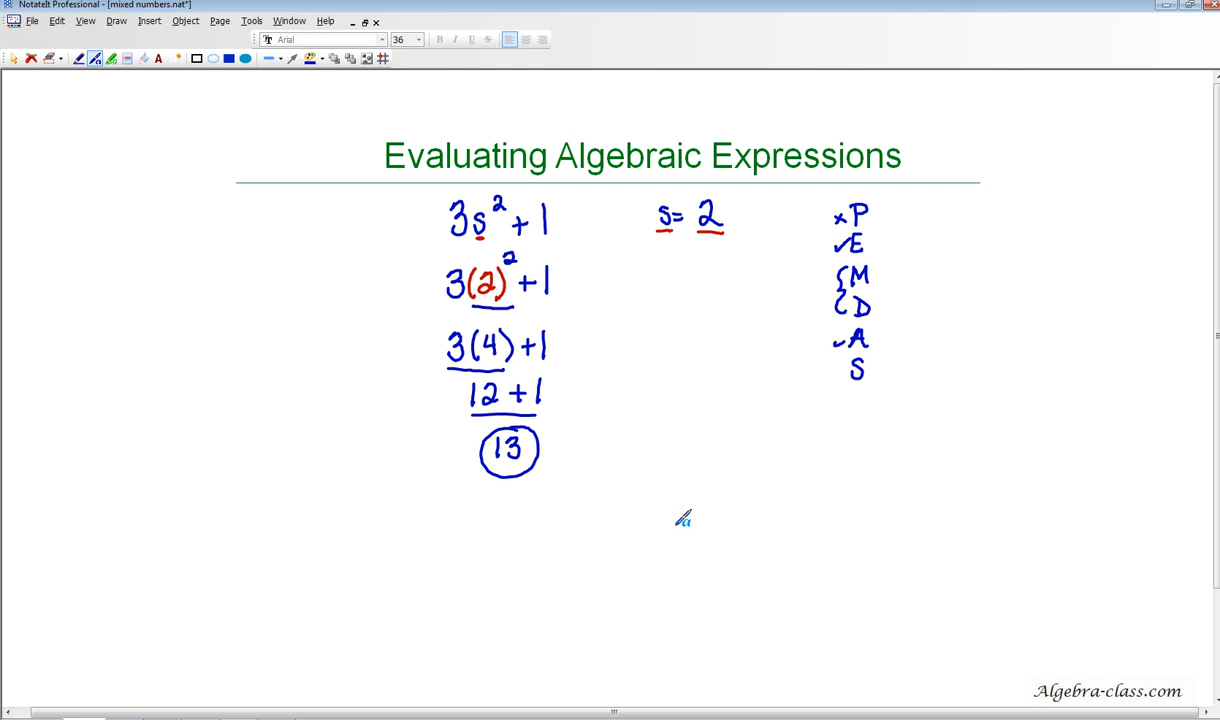 NotateIt Professional - [mixed numbers.nat*]
File Edit View Draw Insert Object Page Tools Window Help
Arial 36 B I U S
Evaluating Algebraic Expressions
3s² + 1 s = 2 × P
3(2)² + 1 ✓ E
{ M
3(4) + 1 { D
12 + 1 ✓ A
13 S
a
Algebra-class.com